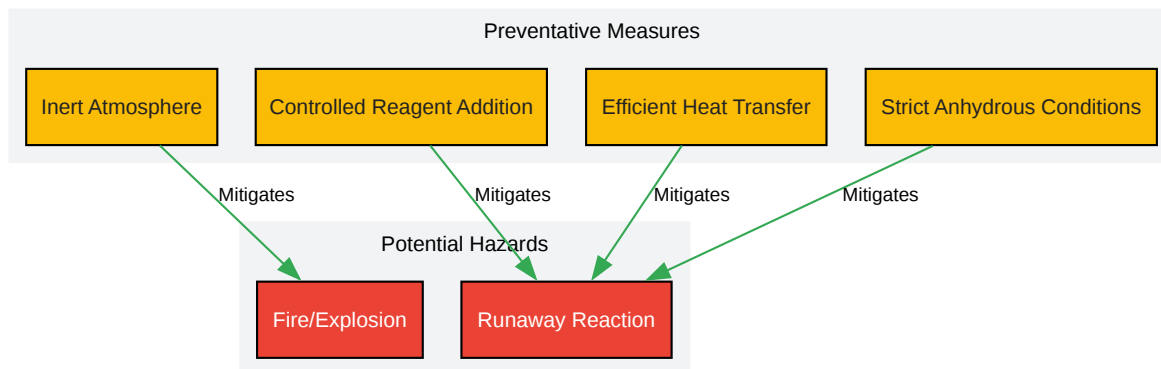 Preventative Measures
Inert Atmosphere
Controlled Reagent Addition
Efficient Heat Transfer
Strict Anhydrous Conditions
Mitigates
Mitigates
Mitigates
Mitigates
Potential Hazards
Fire/Explosion
Runaway Reaction